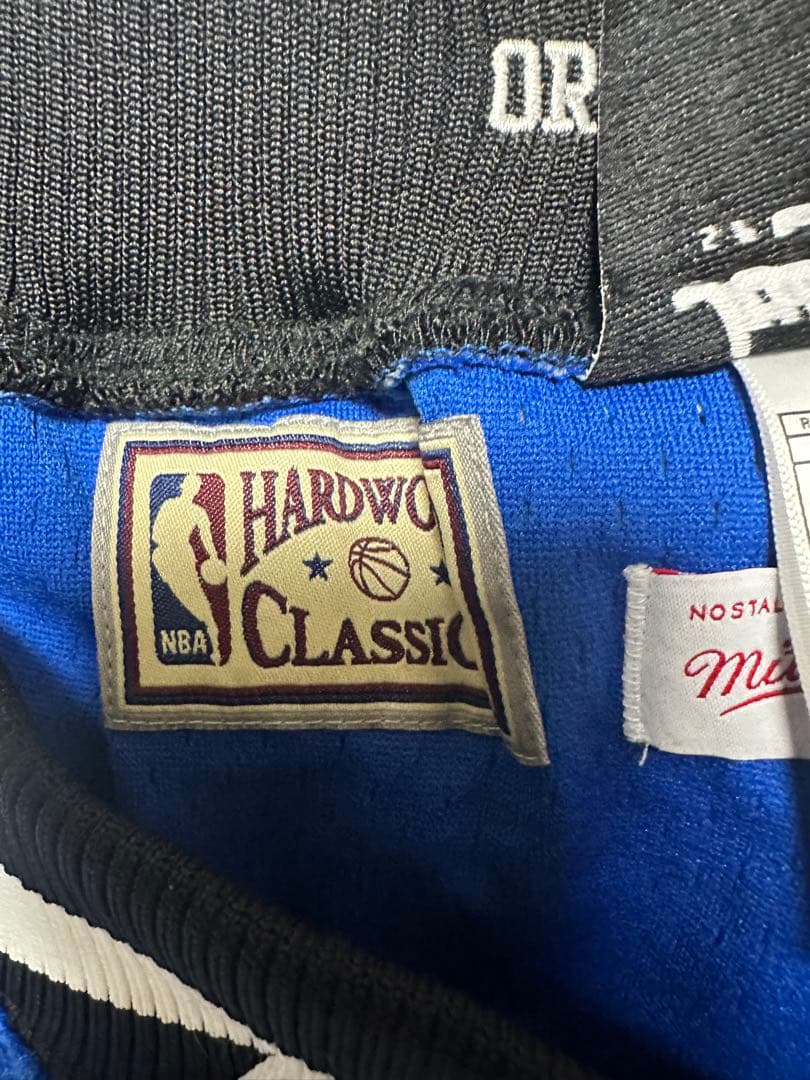 OR
HARDWO
CLASSIC
NBA
NOSTAL
Mit